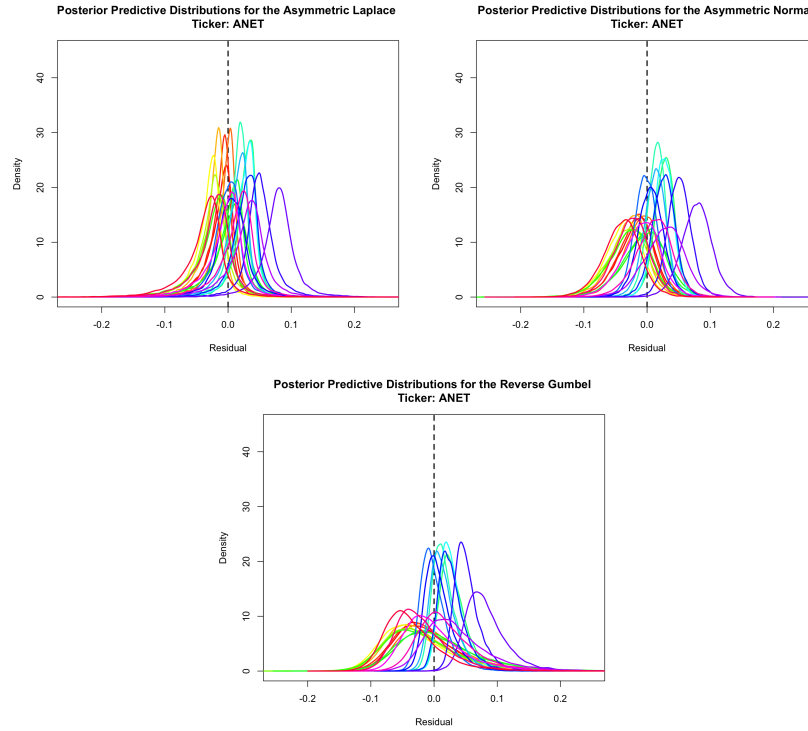 Posterior Predictive Distributions for the Asymmetric Laplace
Ticker: ANET
40
30
20
10
0
Density
-0.2
-0.1
0.0
0.1
0.2
Residual
Posterior Predictive Distributions for the Asymmetric Norma
Ticker: ANET
40
30
20
10
0
Density
-0.2
-0.1
0.0
0.1
0.2
Residual
Posterior Predictive Distributions for the Reverse Gumbel
Ticker: ANET
40
30
20
10
0
Density
-0.2
-0.1
0.0
0.1
0.2
Residual